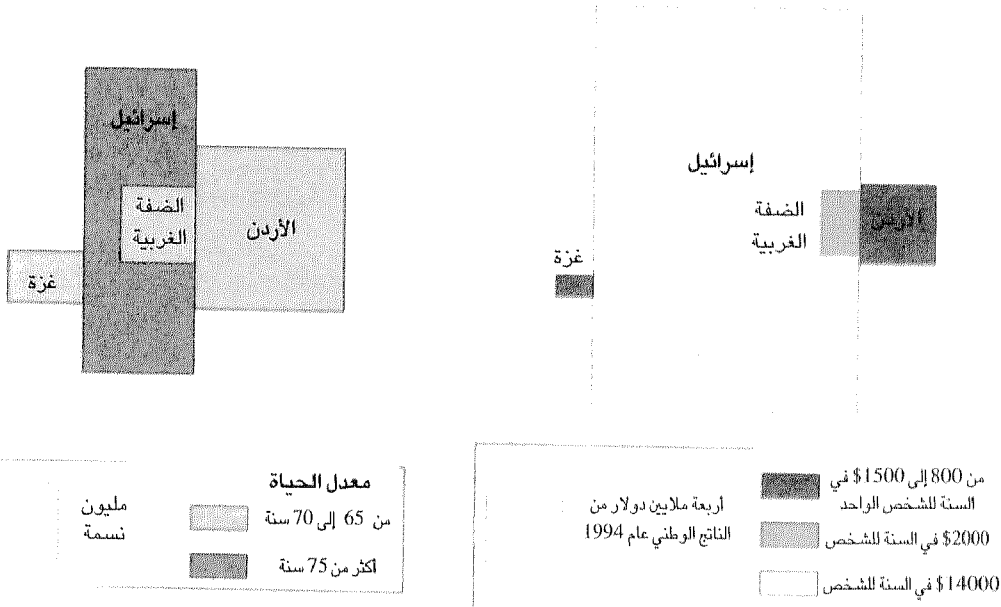 إسرائيل
الضفة
الغربية
الأردن
غزة
إسرائيل
الضفة
الغربية
الأردن
غزة
معدل الحياة
من 65 إلى 70 سنة
أكثر من 75 سنة
مليون
نسمة
من 800 إلى 1500$ في
السنة للشخص الواحد
2000$ في السنة للشخص
14000$ في السنة للشخص
أربعة ملايين دولار من
الناتج الوطني عام 1994